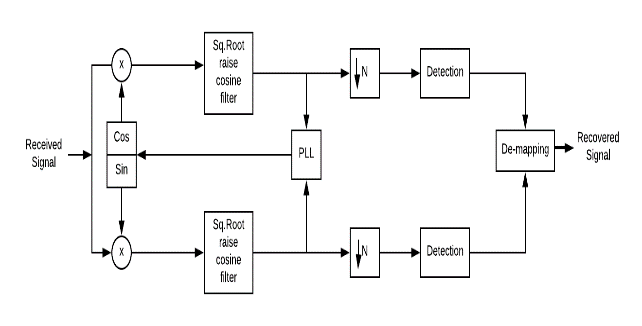 Sq.Root
raise
cosine
filter
x
N
Detection
Cos
Sin
Received
Signal
PLL
De-mapping
Recovered
Signal
Sq.Root
raise
cosine
filter
x
N
Detection